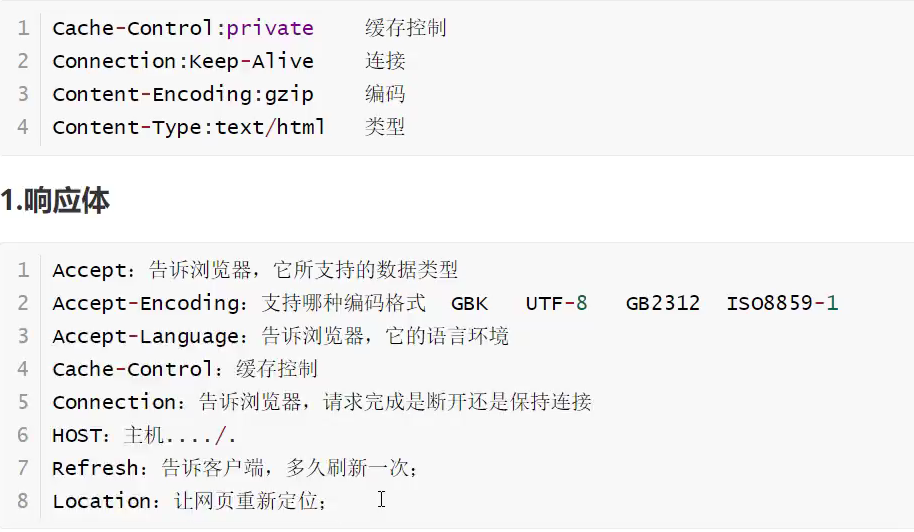 1 Cache-Control:private 缓存控制
2 Connection:Keep-Alive 连接
3 Content-Encoding:gzip 编码
4 Content-Type:text/html 类型
1.响应体
1 Accept：告诉浏览器，它所支持的数据类型
2 Accept-Encoding：支持哪种编码格式 GBK UTF-8 GB2312 ISO8859-1
3 Accept-Language：告诉浏览器，它的语言环境
4 Cache-Control：缓存控制
5 Connection：告诉浏览器，请求完成是断开还是保持连接
6 HOST：主机..../.
7 Refresh：告诉客户端，多久刷新一次；
8 Location：让网页重新定位；